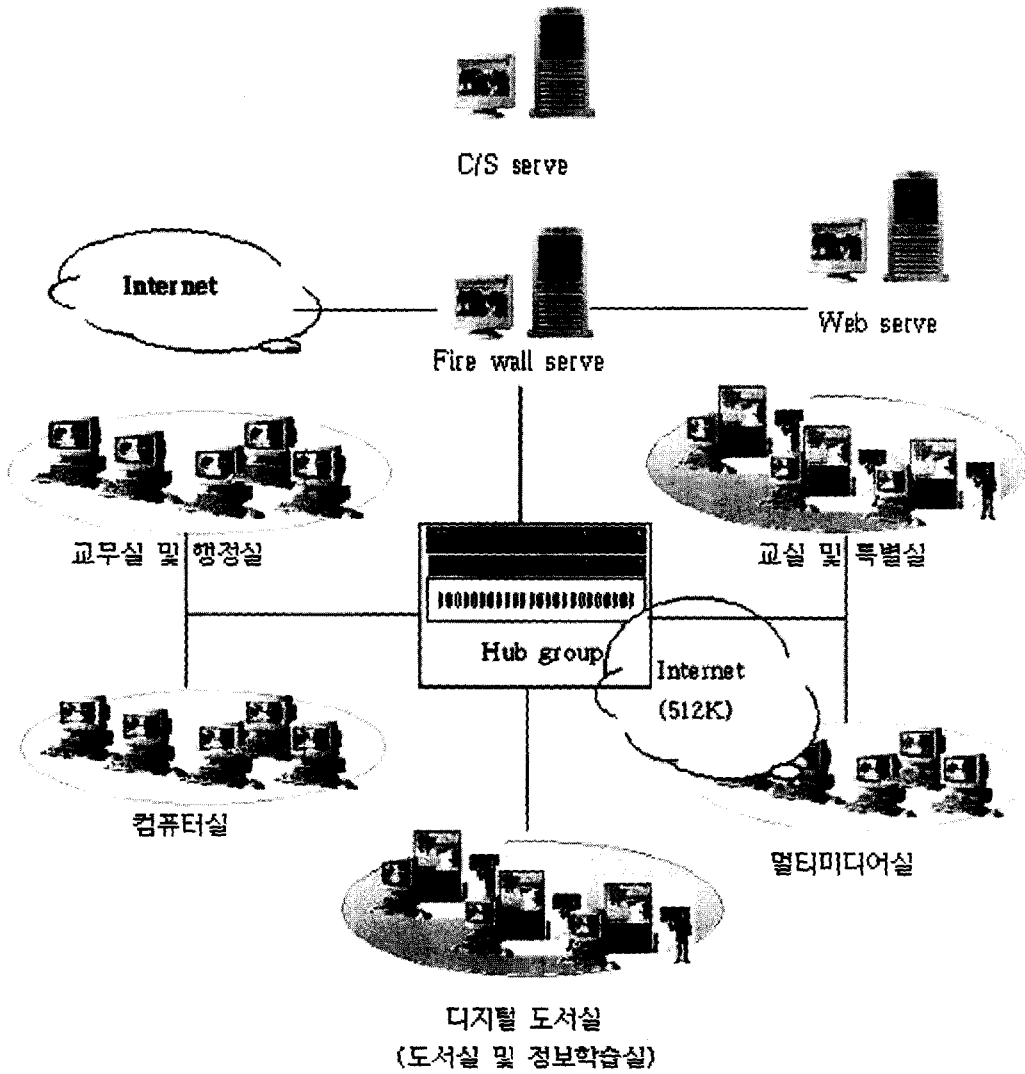 C/S serve
Internet
Web serve
Fire wall serve
교무실 및 행정실
교실 및 특별실
Hub group
Internet
(512K)
컴퓨터실
멀티미디어실
디지털 도서실
(도서실 및 정보학습실)